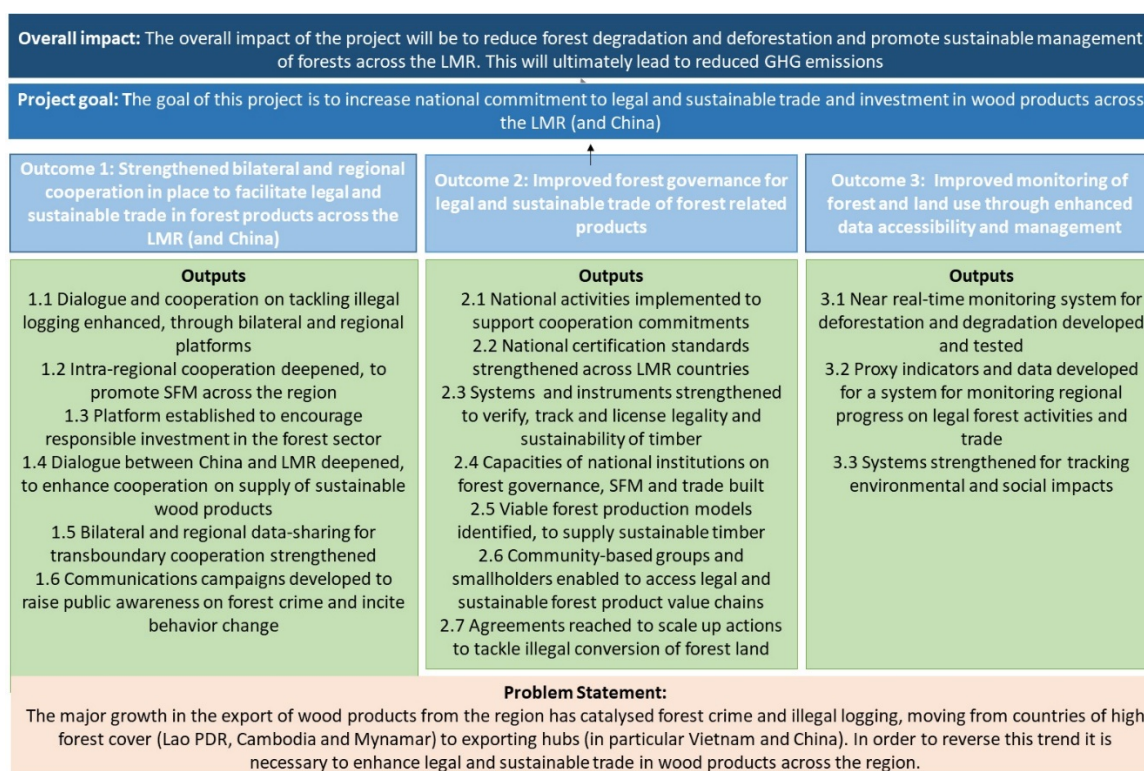 Overall impact: The overall impact of the project will be to reduce forest degradation and deforestation and promote sustainable management
of forests across the LMR. This will ultimately lead to reduced GHG emissions
Project goal: The goal of this project is to increase national commitment to legal and sustainable trade and investment in wood products across
the LMR (and China)
Outcome 1: Strengthened bilateral and regional
cooperation in place to facilitate legal and
sustainable trade in forest products across the
LMR (and China)
Outputs
1.1 Dialogue and cooperation on tackling illegal
logging enhanced, through bilateral and regional
platforms
1.2 Intra-regional cooperation deepened, to
promote SFM across the region
1.3 Platform established to encourage
responsible investment in the forest sector
1.4 Dialogue between China and LMR deepened,
to enhance cooperation on supply of sustainable
wood products
1.5 Bilateral and regional data-sharing for
transboundary cooperation strengthened
1.6 Communications campaigns developed to
raise public awareness on forest crime and incite
behavior change
Outcome 2: Improved forest governance for
legal and sustainable trade of forest related
products
Outputs
2.1 National activities implemented to
support cooperation commitments
2.2 National certification standards
strengthened across LMR countries
2.3 Systems and instruments strengthened
to verify, track and license legality and
sustainability of timber
2.4 Capacities of national institutions on
forest governance, SFM and trade built
2.5 Viable forest production models
identified, to supply sustainable timber
2.6 Community-based groups and
smallholders enabled to access legal and
sustainable forest product value chains
2.7 Agreements reached to scale up actions
to tackle illegal conversion of forest land
Outcome 3: Improved monitoring of
forest and land use through enhanced
data accessibility and management
Outputs
3.1 Near real-time monitoring system for
deforestation and degradation developed
and tested
3.2 Proxy indicators and data developed
for a system for monitoring regional
progress on legal forest activities and
trade
3.3 Systems strengthened for tracking
environmental and social impacts
Problem Statement:
The major growth in the export of wood products from the region has catalysed forest crime and illegal logging, moving from countries of high
forest cover (Lao PDR, Cambodia and Mynamar) to exporting hubs (in particular Vietnam and China). In order to reverse this trend it is
necessary to enhance legal and sustainable trade in wood products across the region.